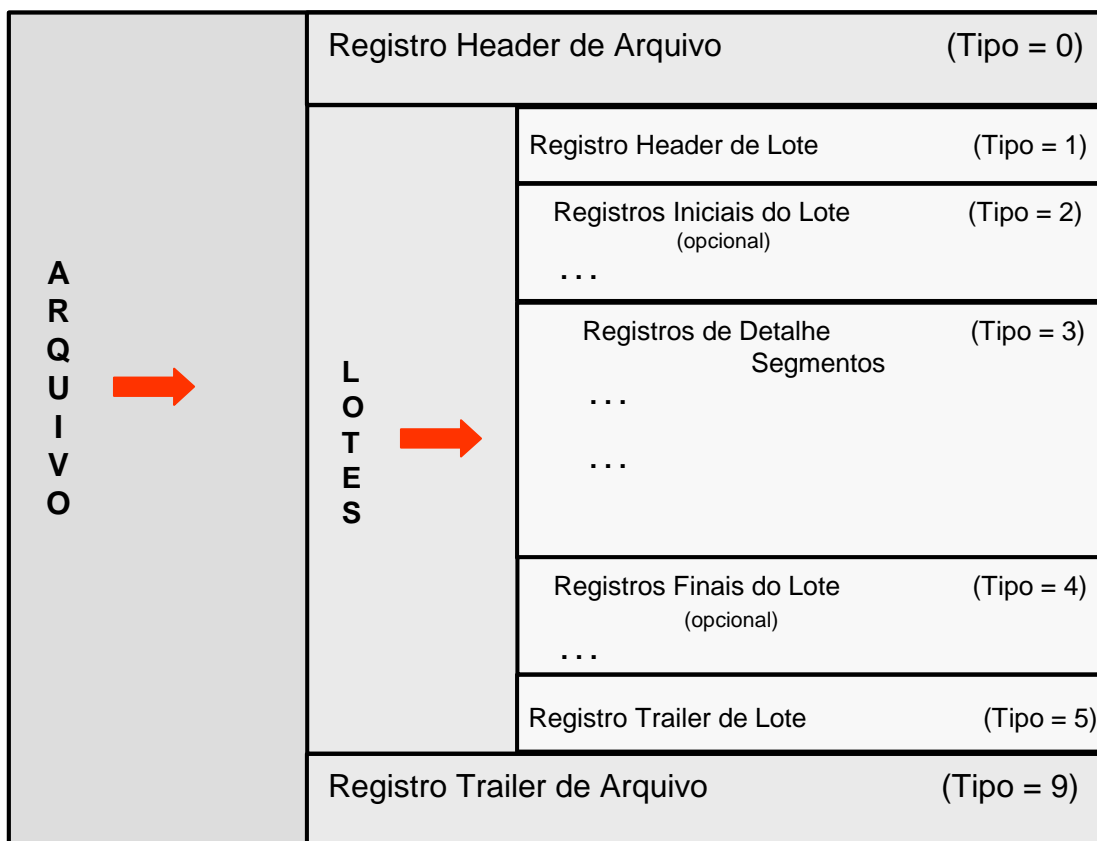 Registro Header de Arquivo (Tipo = 0)
ARQUIVO
LOTES
Registro Header de Lote (Tipo = 1)
Registros Iniciais do Lote (Tipo = 2)
(opcional)
. . .
Registros de Detalhe (Tipo = 3)
Segmentos
. . .
. . .
Registros Finais do Lote (Tipo = 4)
(opcional)
. . .
Registro Trailer de Lote (Tipo = 5)
Registro Trailer de Arquivo (Tipo = 9)